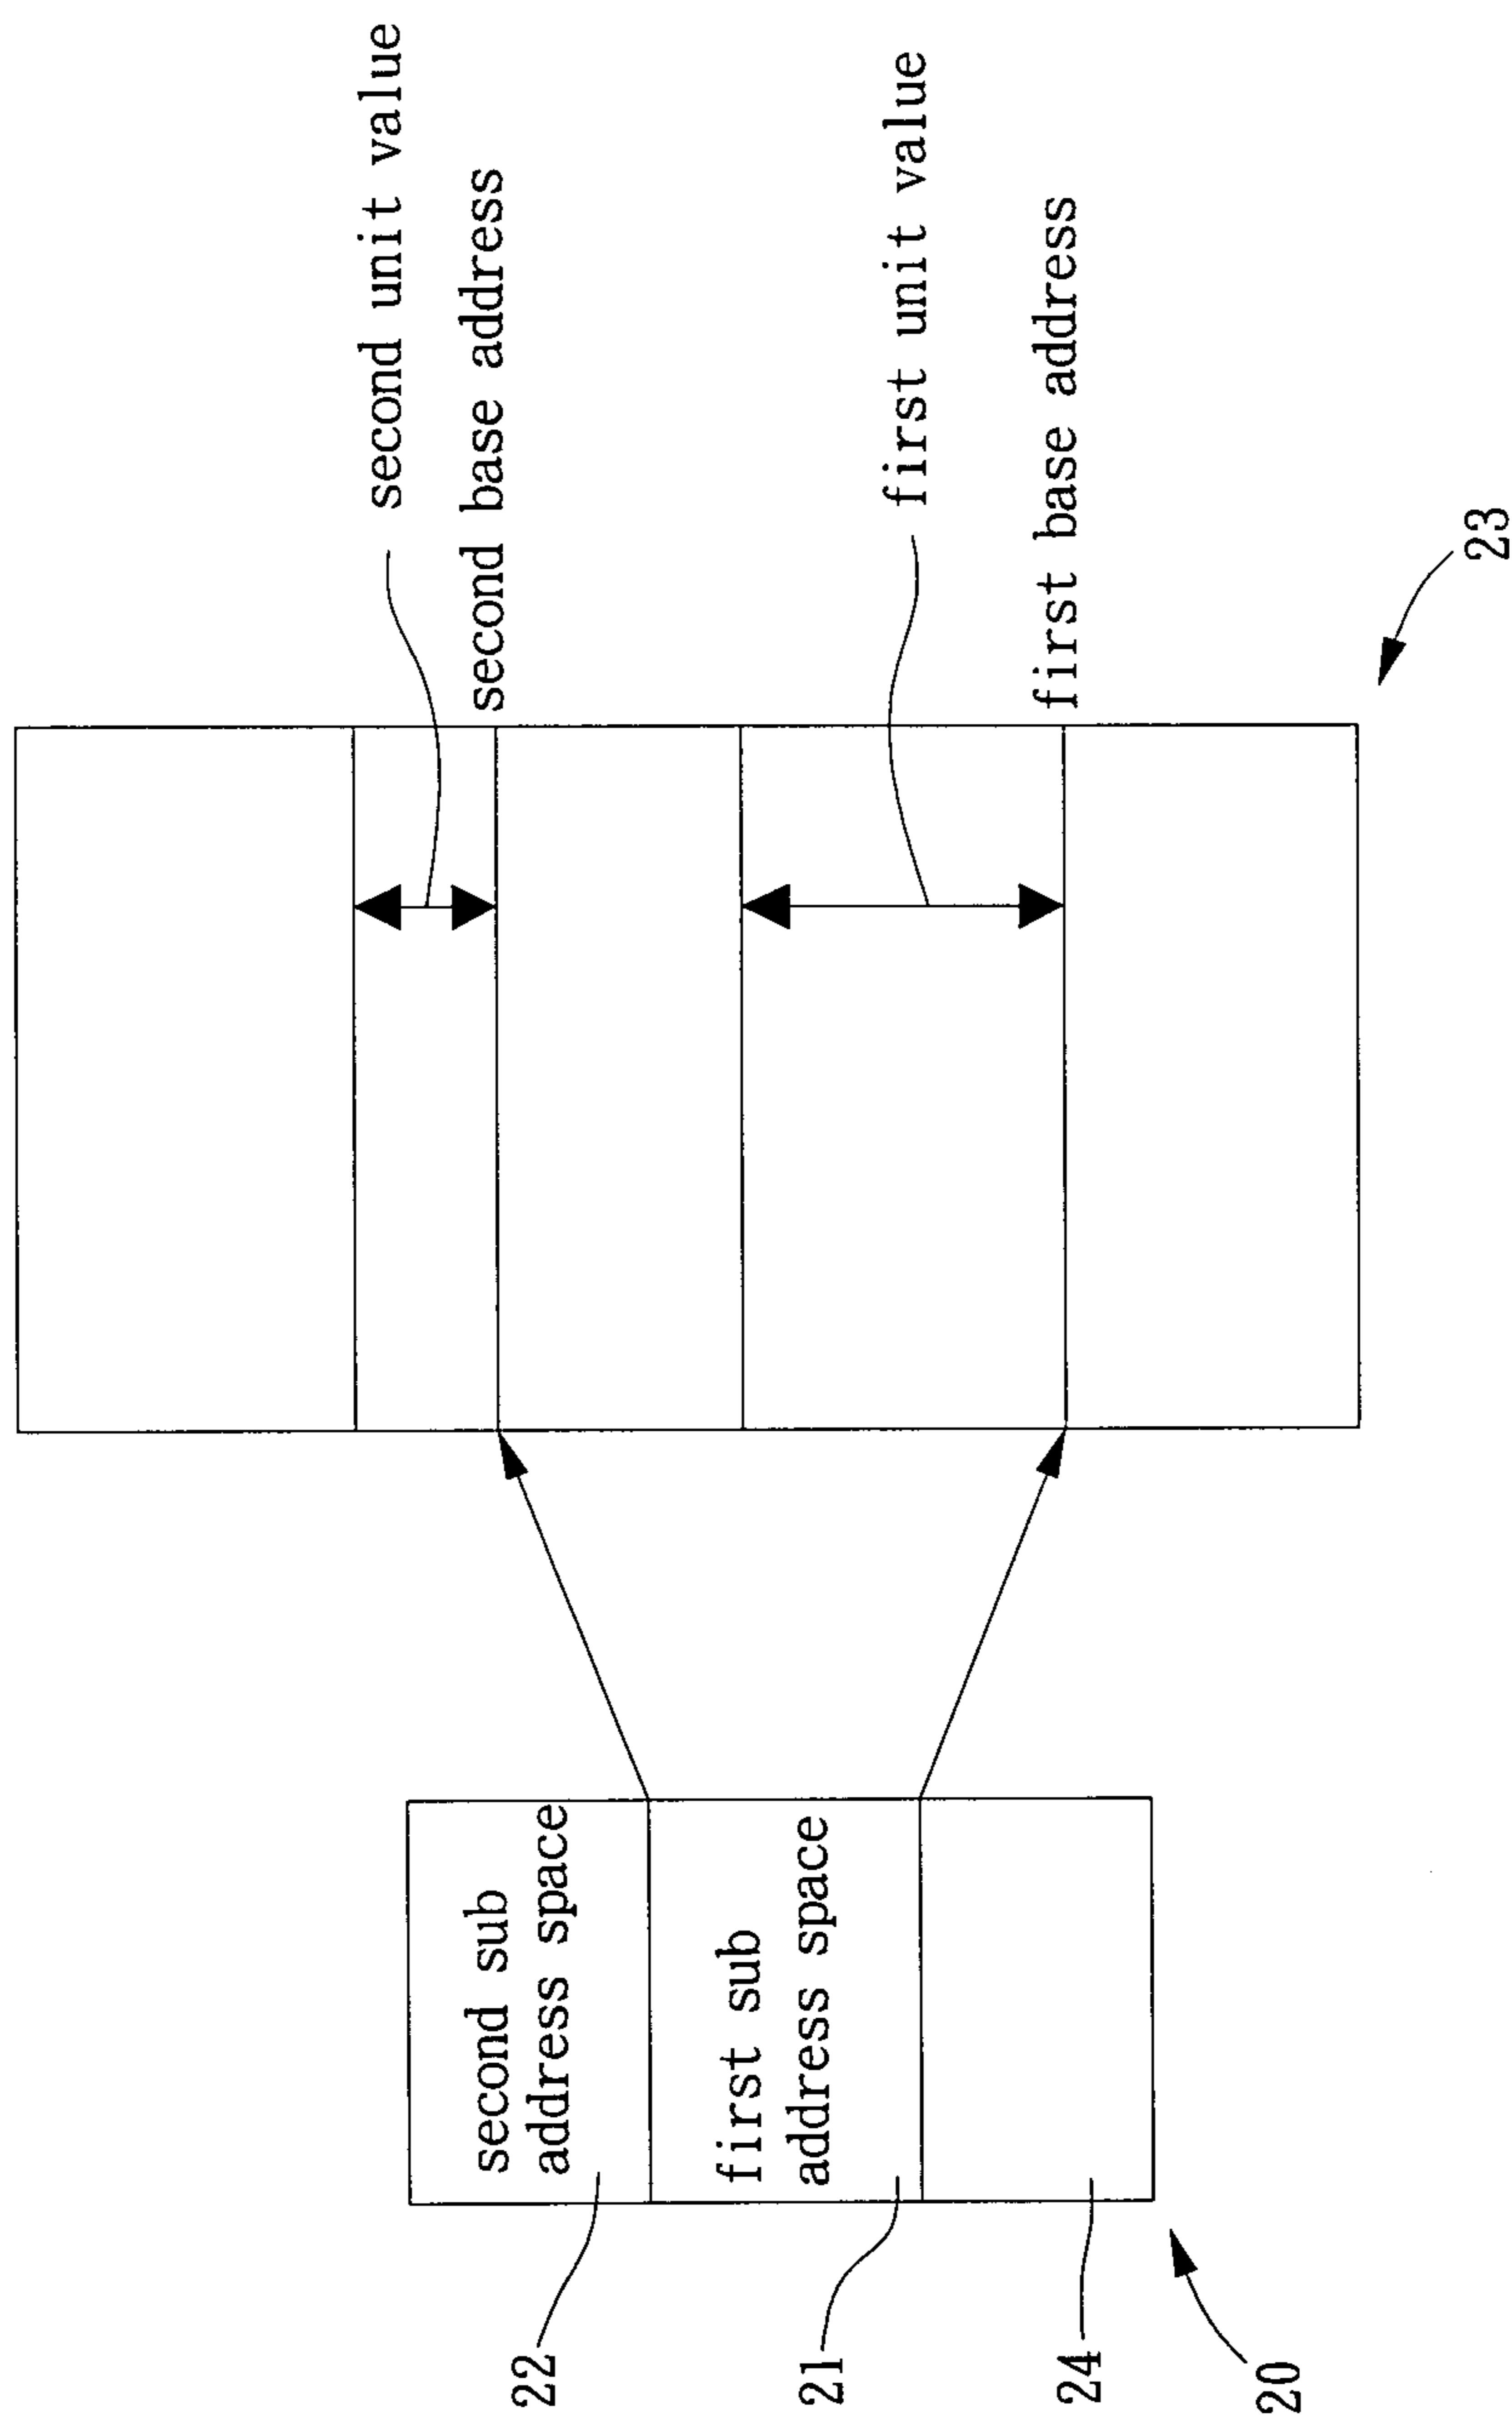 second sub
address space
first sub
address space
22
21
24
20
second unit value
second base address
first unit value
first base address
23